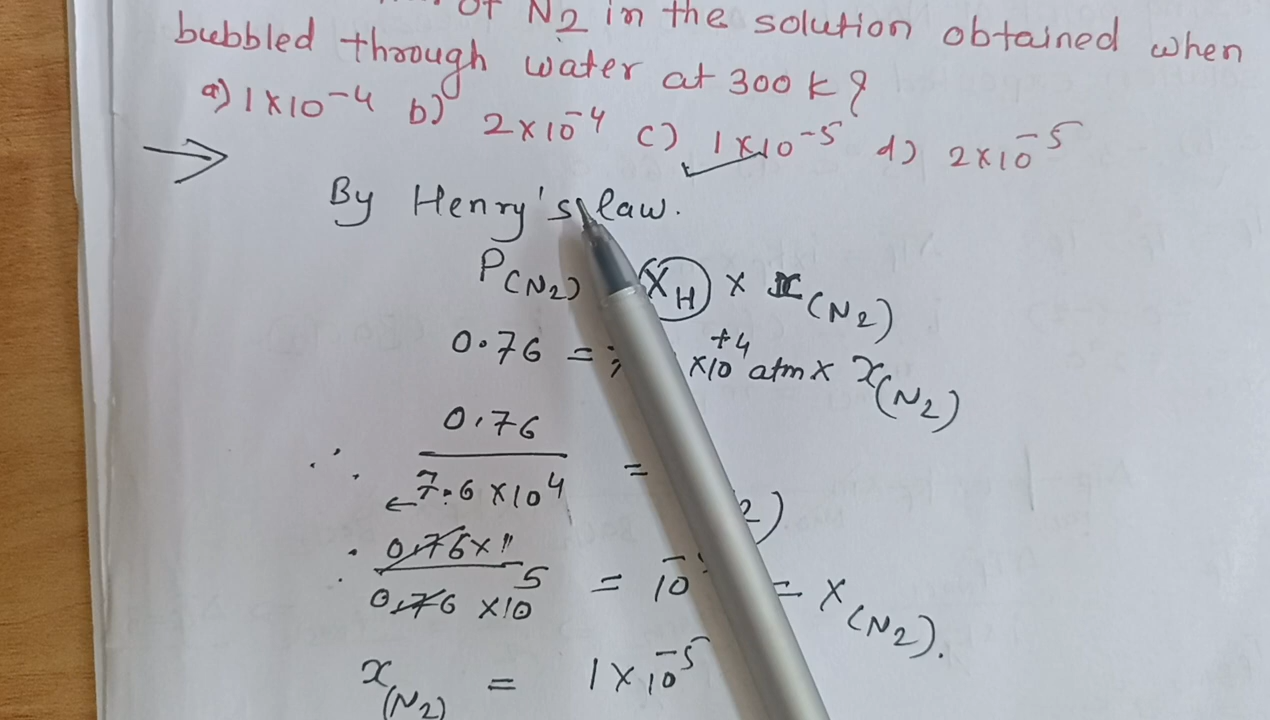 of N2 in the solution obtained when
bubbled through water at 300 K ?
a) 1×10⁻⁴ b) 2×10⁻⁴ c) 1×10⁻⁵ d) 2×10⁻⁵
By Henry's law.
P(N2) (XH) × x(N2)
0.76 = ×10⁺⁴ atm × x(N2)
∴ 0.76 / 7.6 ×10⁴ =
0.76×1 / 0.76 ×10⁵ = 10⁻ = x(N2).
x(N2) = 1×10⁻⁵